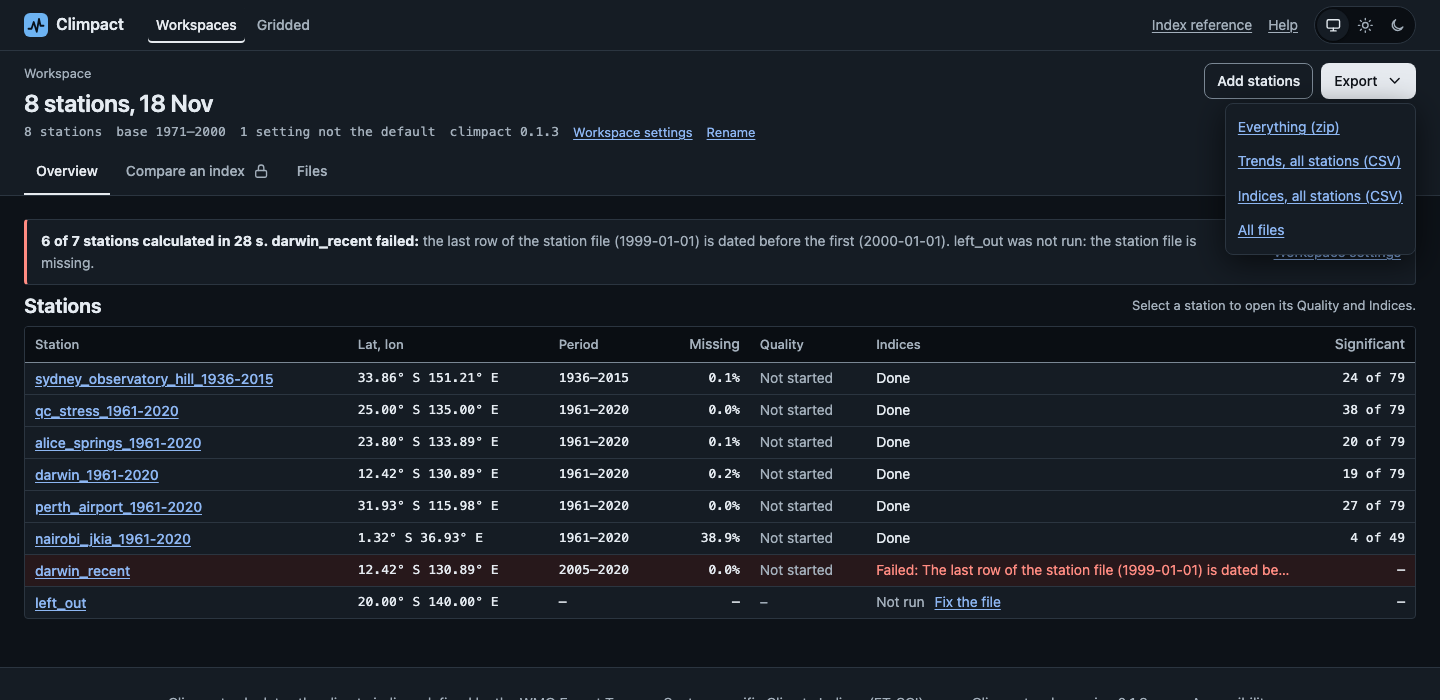 Climpact
Workspaces
Gridded
Index reference
Help
Workspace
8 stations, 18 Nov
8 stations base 1971–2000 1 setting not the default climpact 0.1.3 Workspace settings Rename
Add stations
Export
Everything (zip)
Trends, all stations (CSV)
Indices, all stations (CSV)
All files
Overview
Compare an index
Files
6 of 7 stations calculated in 28 s. darwin_recent failed: the last row of the station file (1999-01-01) is dated before the first (2000-01-01). left_out was not run: the station file is
missing.
Workspace settings
Stations
Select a station to open its Quality and Indices.
Station Lat, lon Period Missing Quality Indices Significant
sydney_observatory_hill_1936-2015 33.86° S 151.21° E 1936–2015 0.1% Not started Done 24 of 79
qc_stress_1961-2020 25.00° S 135.00° E 1961–2020 0.0% Not started Done 38 of 79
alice_springs_1961-2020 23.80° S 133.89° E 1961–2020 0.1% Not started Done 20 of 79
darwin_1961-2020 12.42° S 130.89° E 1961–2020 0.2% Not started Done 19 of 79
perth_airport_1961-2020 31.93° S 115.98° E 1961–2020 0.0% Not started Done 27 of 79
nairobi_jkia_1961-2020 1.32° S 36.93° E 1961–2020 38.9% Not started Done 4 of 49
darwin_recent 12.42° S 130.89° E 2005–2020 0.0% Not started Failed: The last row of the station file (1999-01-01) is dated be… –
left_out 20.00° S 140.00° E – – – Not run Fix the file –